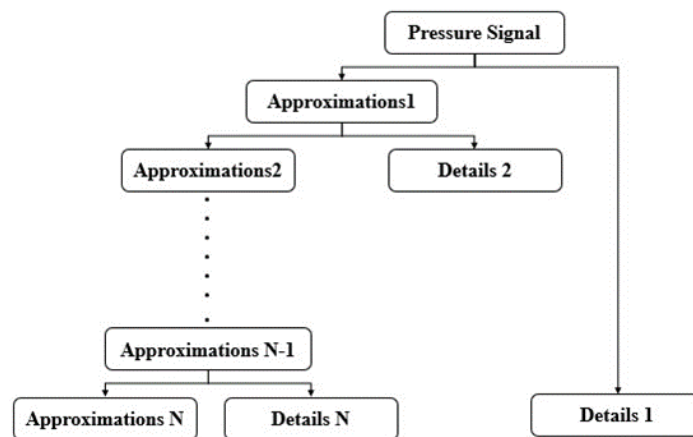 Pressure Signal
Approximations1
Approximations2
Details 2
Approximations N-1
Approximations N
Details N
Details 1